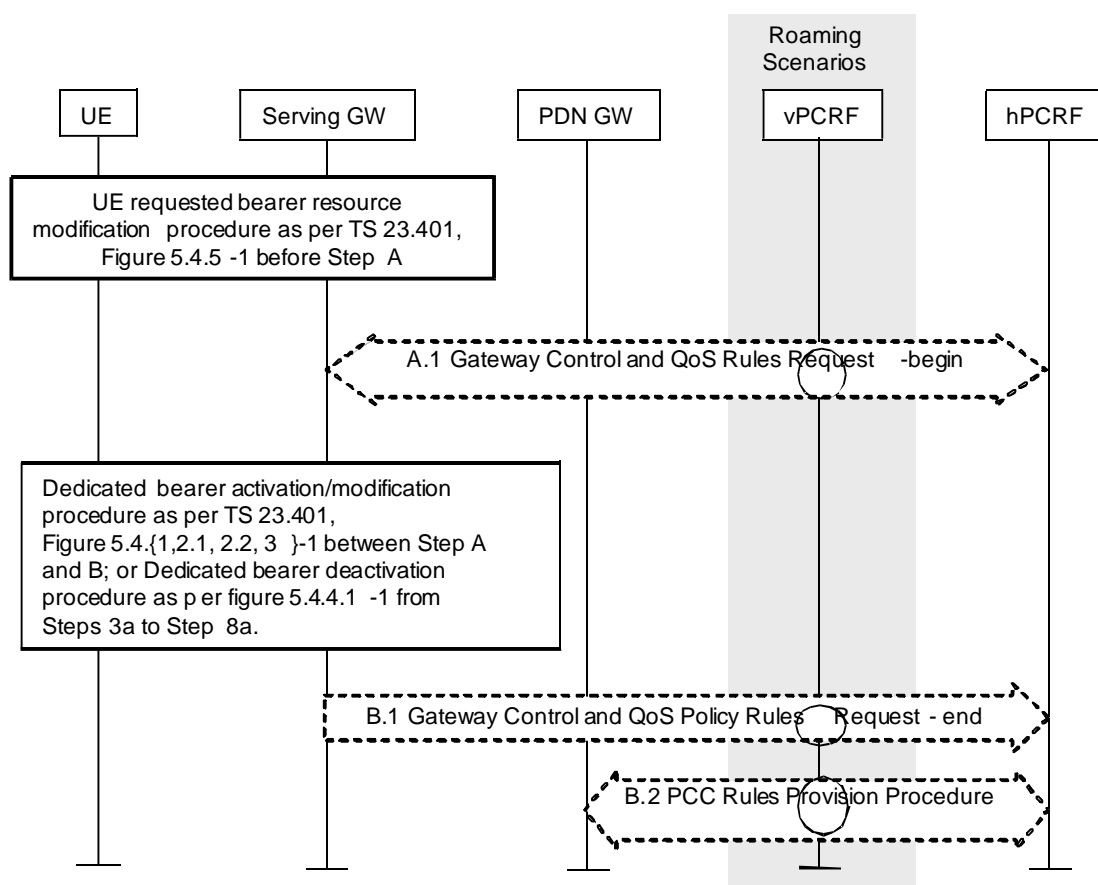 Roaming
Scenarios
UE
Serving GW
PDN GW
vPCRF
hPCRF
UE requested bearer resource
modification procedure as per TS 23.401,
Figure 5.4.5 -1 before Step A
A.1 Gateway Control and QoS Rules Request -begin
Dedicated bearer activation/modification
procedure as per TS 23.401,
Figure 5.4.{1,2.1, 2.2, 3 }-1 between Step A
and B; or Dedicated bearer deactivation
procedure as p er figure 5.4.4.1 -1 from
Steps 3a to Step 8a.
B.1 Gateway Control and QoS Policy Rules Request - end
B.2 PCC Rules Provision Procedure